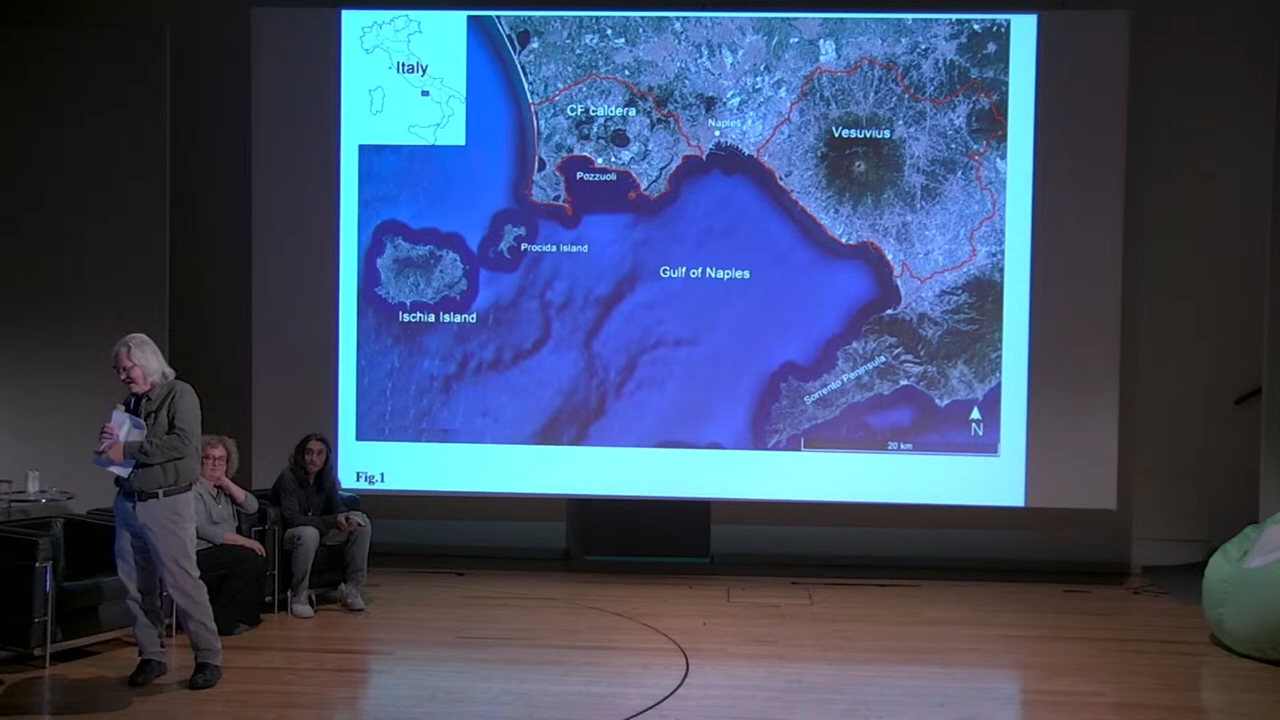 Italy
CF caldera
Naples
Vesuvius
Pozzuoli
Procida Island
Gulf of Naples
Ischia Island
Sorrento Peninsula
N
20 km
Fig.1